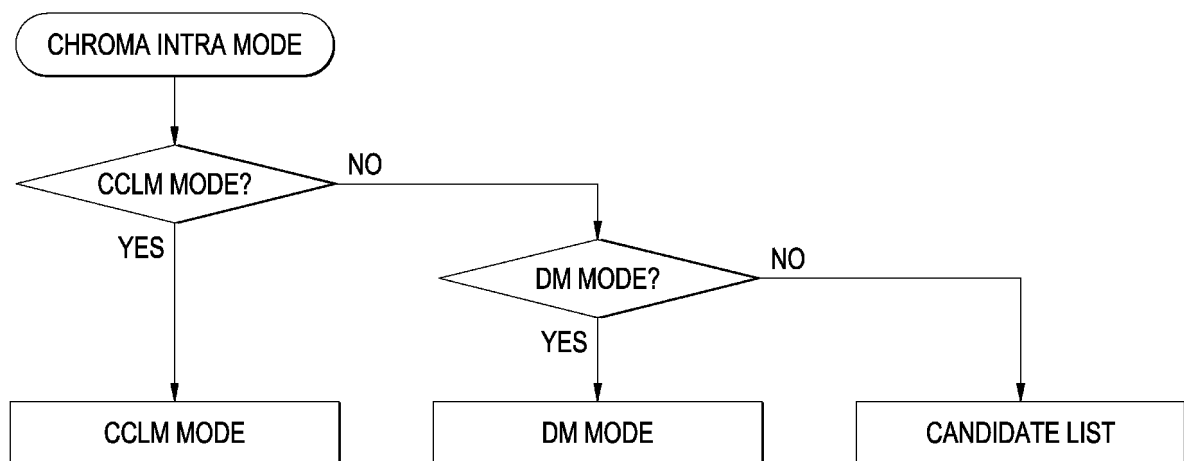 CHROMA INTRA MODE
CCLM MODE?
NO
YES
DM MODE?
NO
YES
CCLM MODE
DM MODE
CANDIDATE LIST